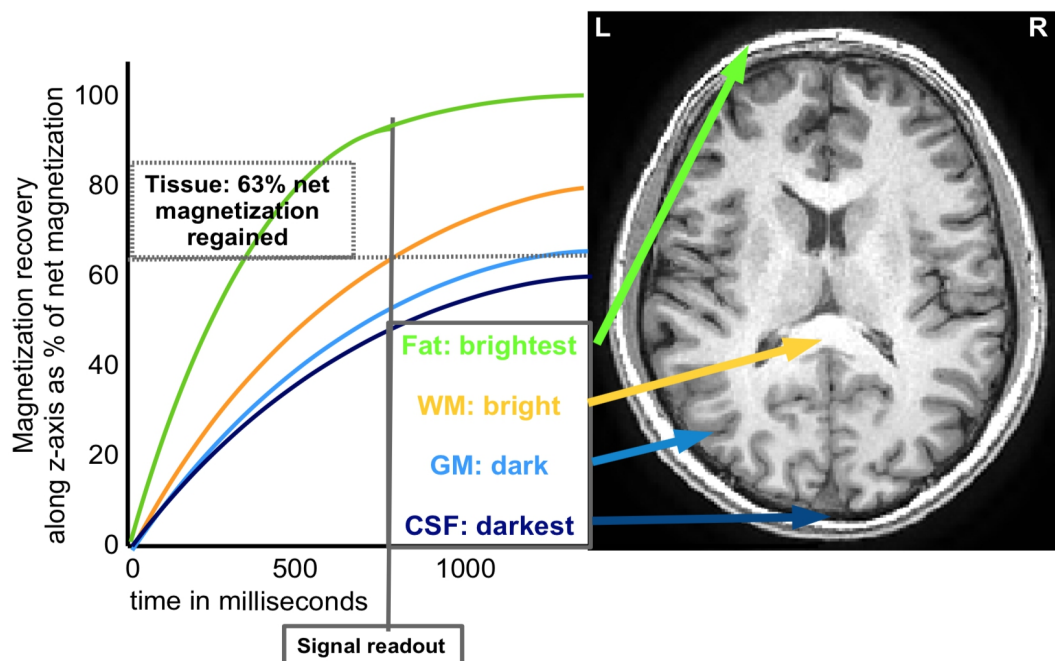 Magnetization recovery
along z-axis as % of net magnetization
100
80
60
40
20
0
0
500
1000
time in milliseconds
Tissue: 63% net
magnetization
regained
Signal readout
Fat: brightest
WM: bright
GM: dark
CSF: darkest
L
R